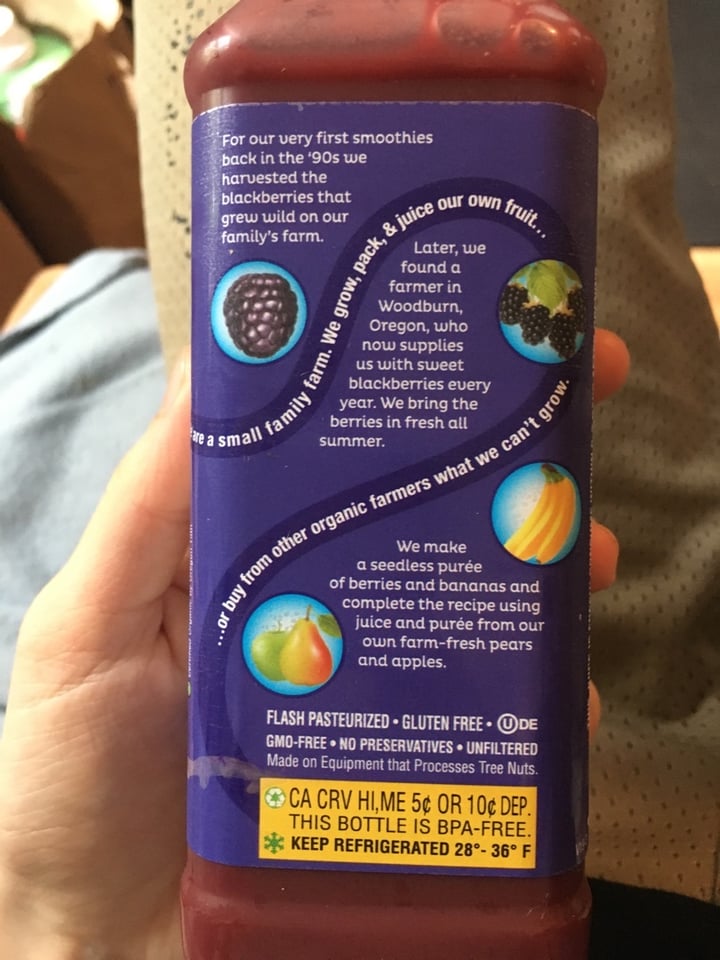 For our very first smoothies
back in the '90s we
harvested the
blackberries that
grew wild on our
family's farm.
are a small family farm. We grow, pack, & juice our own fruit...
Later, we
found a
farmer in
Woodburn,
Oregon, who
now supplies
us with sweet
blackberries every
year. We bring the
berries in fresh all
summer.
...or buy from other organic farmers what we can't grow.
We make
a seedless purée
of berries and bananas and
complete the recipe using
juice and purée from our
own farm-fresh pears
and apples.
FLASH PASTEURIZED • GLUTEN FREE • Ⓤ DE
GMO-FREE • NO PRESERVATIVES • UNFILTERED
Made on Equipment that Processes Tree Nuts.
CA CRV HI,ME 5¢ OR 10¢ DEP.
THIS BOTTLE IS BPA-FREE.
KEEP REFRIGERATED 28°- 36° F